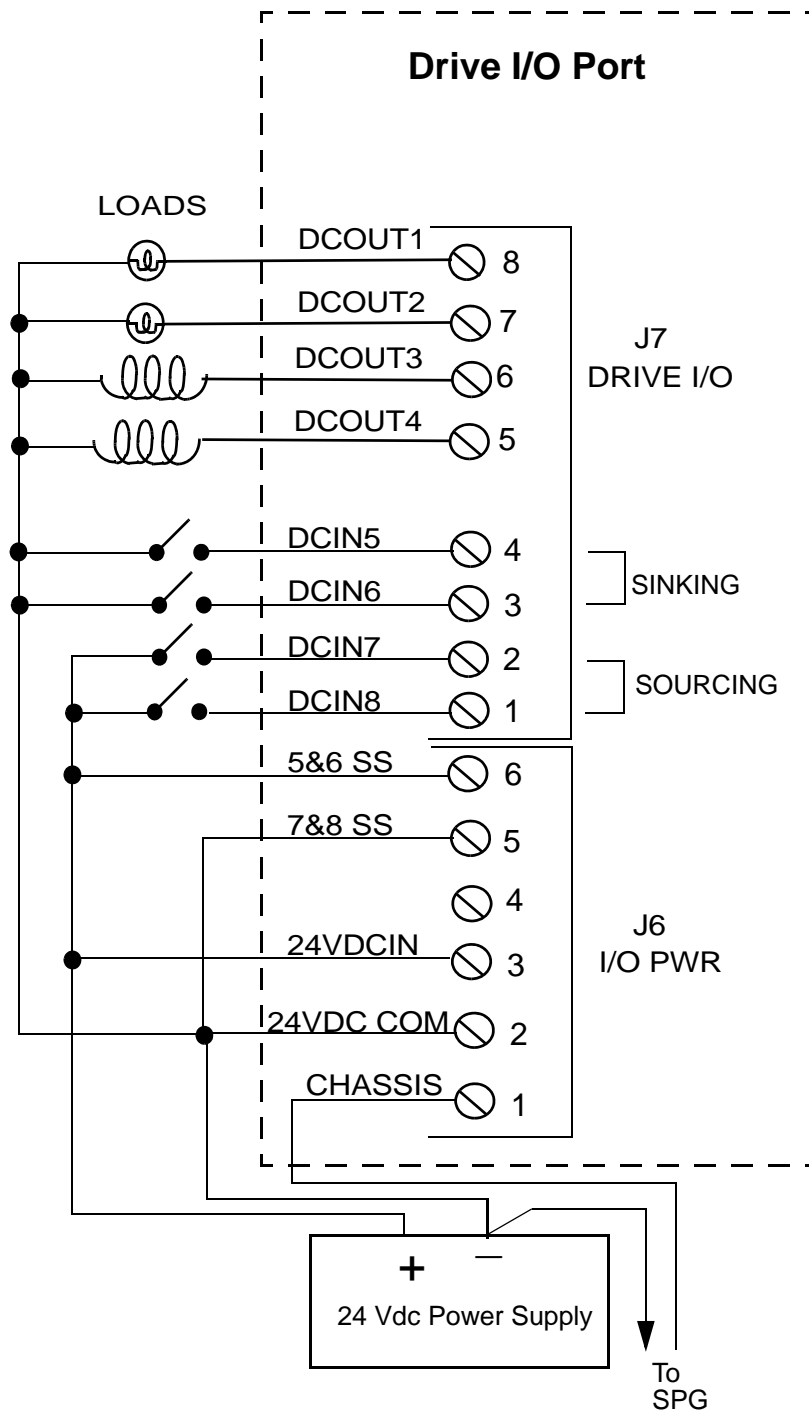 Drive I/O Port
LOADS
DCOUT1
8
DCOUT2
7
DCOUT3
6
DCOUT4
5
J7
DRIVE I/O
DCIN5
4
DCIN6
3
SINKING
DCIN7
2
DCIN8
1
SOURCING
5&6 SS
6
7&8 SS
5
4
24VDCIN
3
J6
I/O PWR
24VDC COM
2
CHASSIS
1
+ —
24 Vdc Power Supply
To
SPG